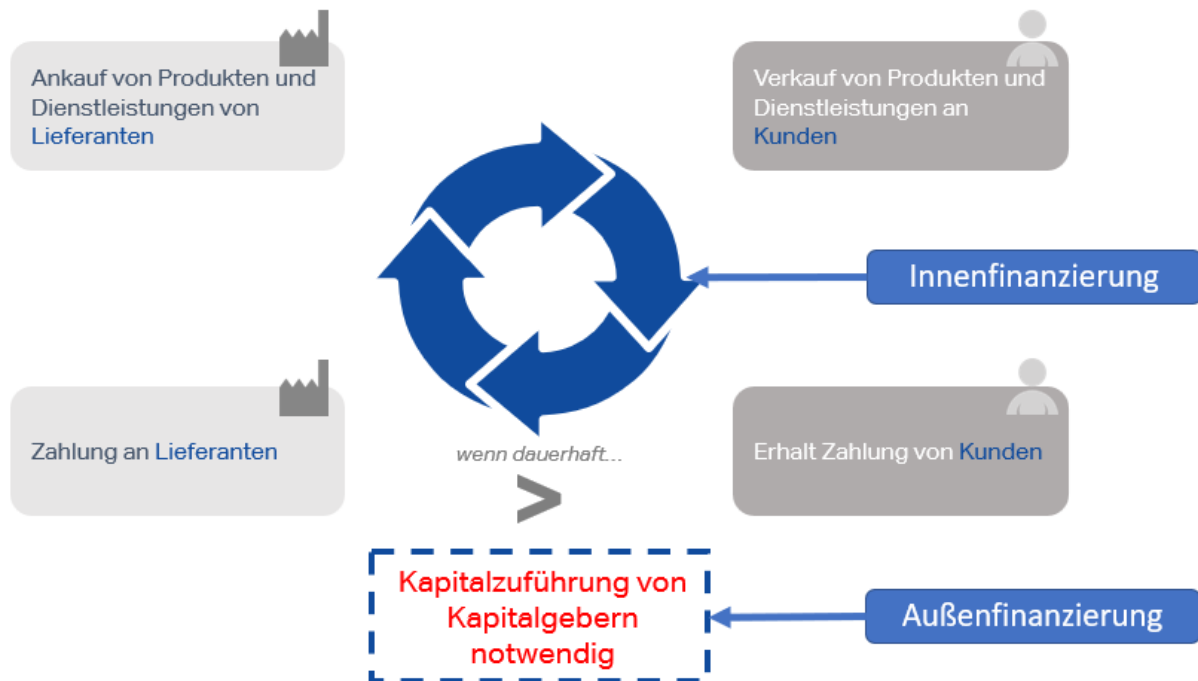 Ankauf von Produkten und
Dienstleistungen von
Lieferanten
Verkauf von Produkten und
Dienstleistungen an
Kunden
Innenfinanzierung
Zahlung an Lieferanten
wenn dauerhaft...
>
Erhalt Zahlung von Kunden
Kapitalzuführung von
Kapitalgebern
notwendig
Außenfinanzierung